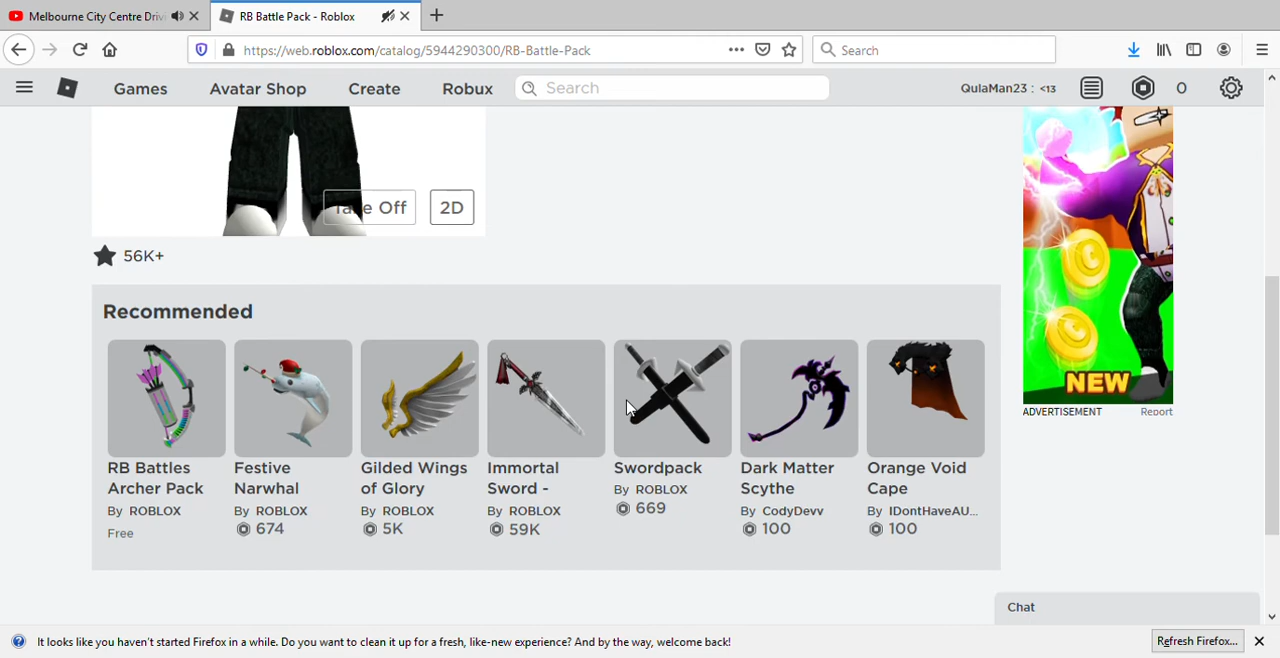 Melbourne City Centre Drivi
RB Battle Pack - Roblox
https://web.roblox.com/catalog/5944290300/RB-Battle-Pack
Search
Games
Avatar Shop
Create
Robux
Search
QulaMan23 : <13
0
Take Off
2D
56K+
Recommended
RB Battles
Archer Pack
By ROBLOX
Free
Festive
Narwhal
By ROBLOX
674
Gilded Wings
of Glory
By ROBLOX
5K
Immortal
Sword -
By ROBLOX
59K
Swordpack
By ROBLOX
669
Dark Matter
Scythe
By CodyDevv
100
Orange Void
Cape
By IDontHaveAU...
100
NEW
ADVERTISEMENT
Report
Chat
It looks like you haven't started Firefox in a while. Do you want to clean it up for a fresh, like-new experience? And by the way, welcome back!
Refresh Firefox...